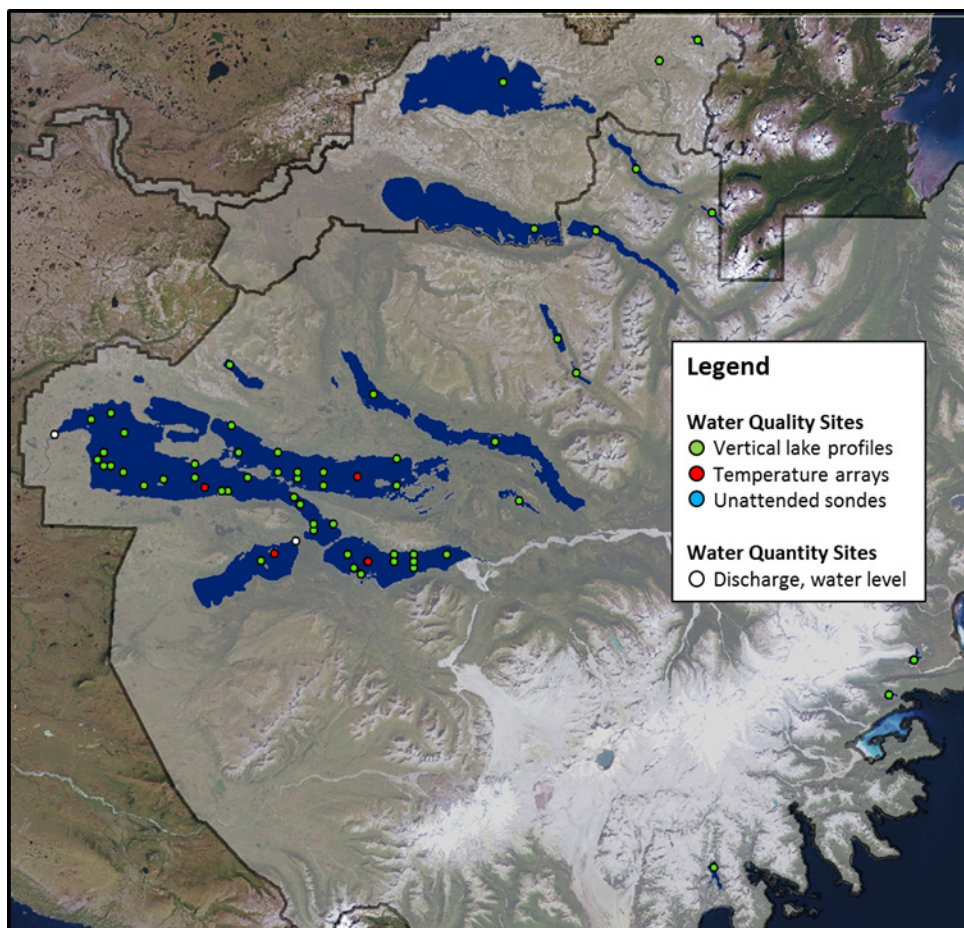 Legend
Water Quality Sites
Vertical lake profiles
Temperature arrays
Unattended sondes
Water Quantity Sites
Discharge, water level